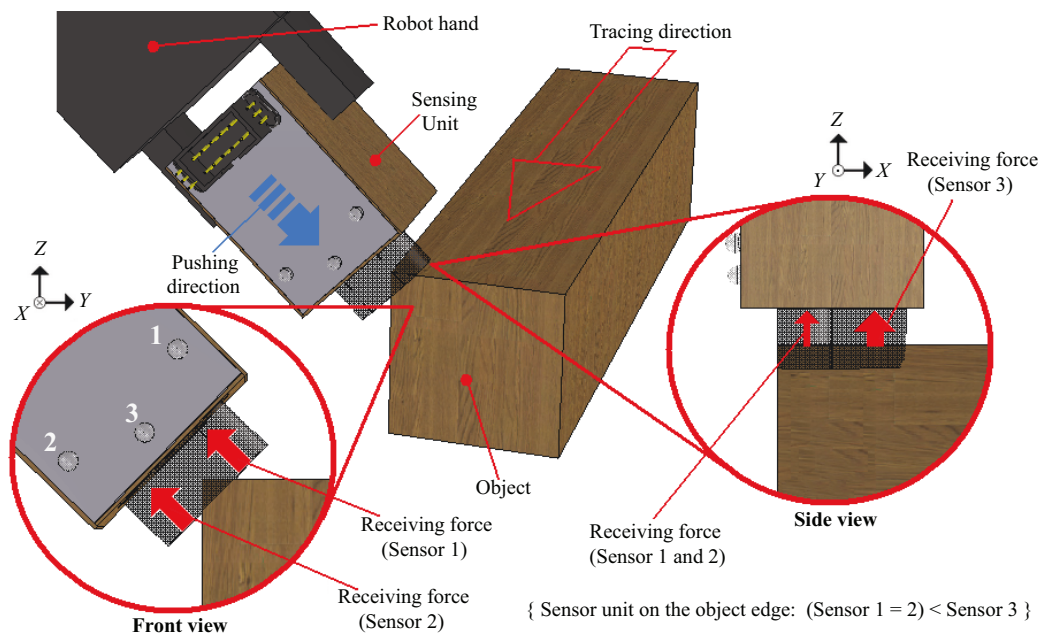 Robot hand
Tracing direction
Sensing
Unit
Z
X
Y
Receiving force
(Sensor 3)
Pushing
direction
Z
X
Y
1
2
3
Object
Receiving force
(Sensor 1)
Receiving force
(Sensor 2)
Front view
Receiving force
(Sensor 1 and 2)
Side view
{ Sensor unit on the object edge: (Sensor 1 = 2) < Sensor 3 }